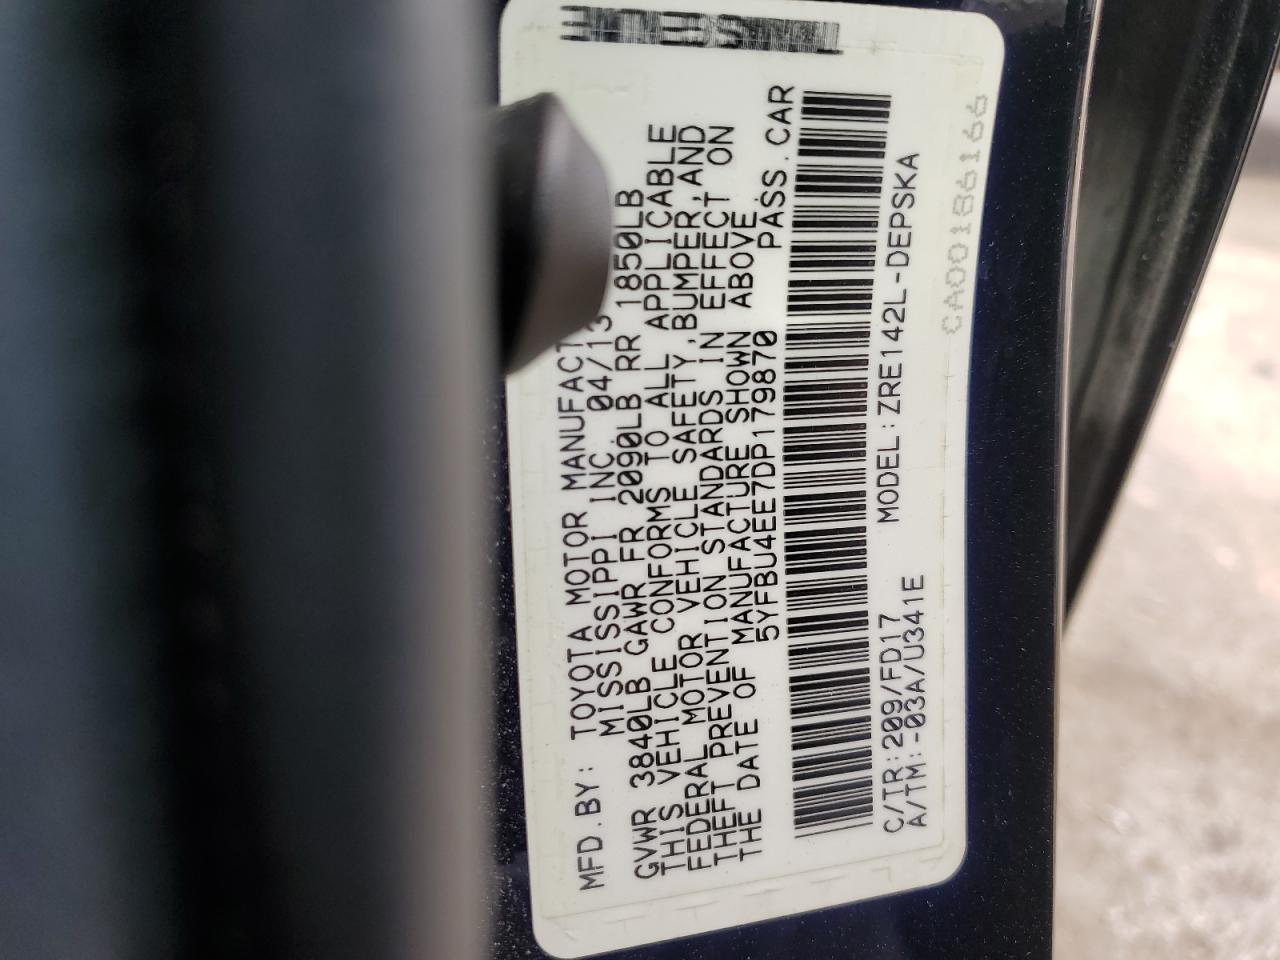 MFD.BY: TOYOTA MOTOR MANUFACT
MISSISSIPPI INC. 04/13
GVWR 3840LB GAWR FR 2090LB RR 1850LB
THIS VEHICLE CONFORMS TO ALL APPLICABLE
FEDERAL MOTOR VEHICLE SAFETY,BUMPER,AND
THEFT PREVENTION STANDARDS IN EFFECT ON
THE DATE OF MANUFACTURE SHOWN ABOVE.
5YFBU4EE7DP179870 PASS.CAR
C/TR:209/FD17 MODEL:ZRE142L-DEPSKA
A/TM:-03A/U341E
CA00186166